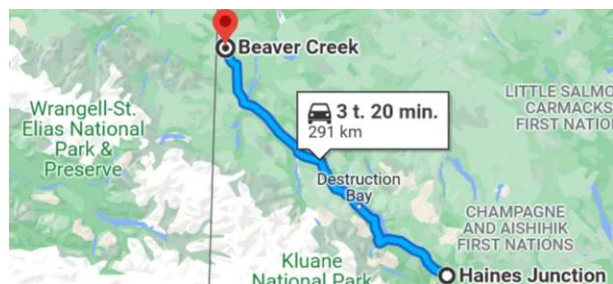 Beaver Creek
3 t. 20 min.
291 km
LITTLE SALMO
CARMACKS
FIRST NATION
Wrangell-St.
Elias National
Park &
Preserve
Destruction
Bay
CHAMPAGNE
AND AISHIHIK
FIRST NATIONS
Kluane
National Park
Haines Junction